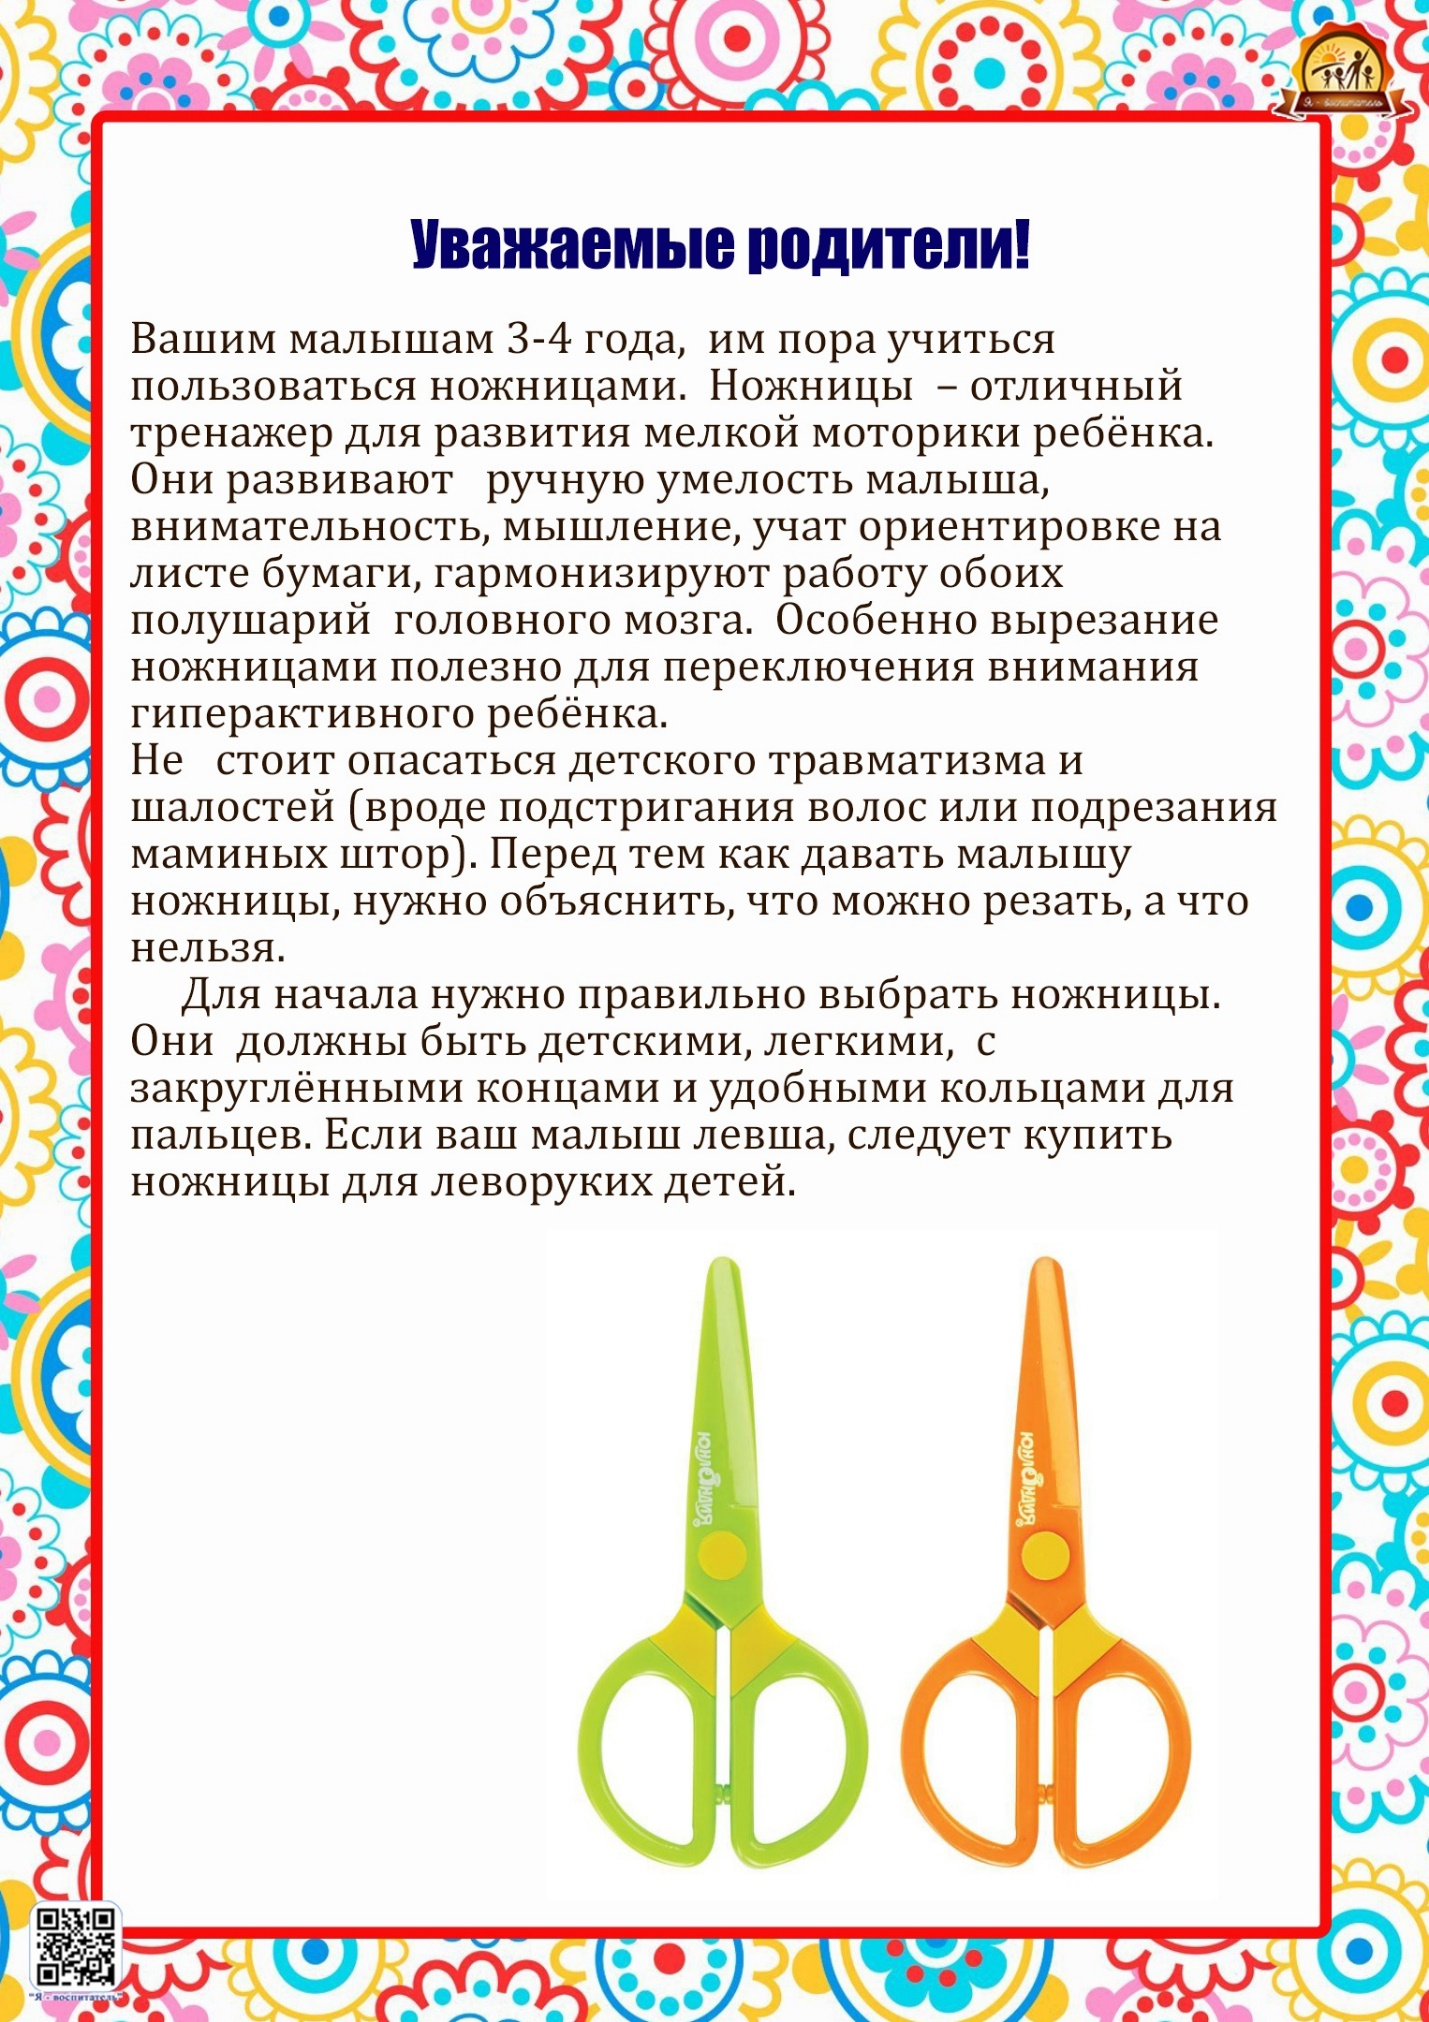 Я - воспитатель
Уважаемые родители!
Вашим малышам 3-4 года, им пора учиться
пользоваться ножницами. Ножницы – отличный
тренажер для развития мелкой моторики ребёнка.
Они развивают ручную умелость малыша,
внимательность, мышление, учат ориентировке на
листе бумаги, гармонизируют работу обоих
полушарий головного мозга. Особенно вырезание
ножницами полезно для переключения внимания
гиперактивного ребёнка.
Не стоит опасаться детского травматизма и
шалостей (вроде подстригания волос или подрезания
маминых штор). Перед тем как давать малышу
ножницы, нужно объяснить, что можно резать, а что
нельзя.
Для начала нужно правильно выбрать ножницы.
Они должны быть детскими, легкими, с
закруглёнными концами и удобными кольцами для
пальцев. Если ваш малыш левша, следует купить
ножницы для леворуких детей.
"Я - воспитатель"